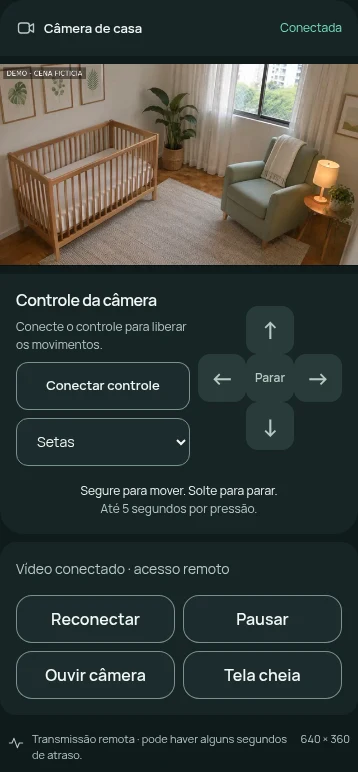 Câmera de casa
Conectada
DEMO · CENA FICTÍCIA
Controle da câmera
Conecte o controle para liberar
os movimentos.
Conectar controle
Setas
↑
←
Parar
→
↓
Segure para mover. Solte para parar.
Até 5 segundos por pressão.
Vídeo conectado · acesso remoto
Reconectar
Pausar
Ouvir câmera
Tela cheia
Transmissão remota · pode haver alguns segundos
de atraso.
640 × 360